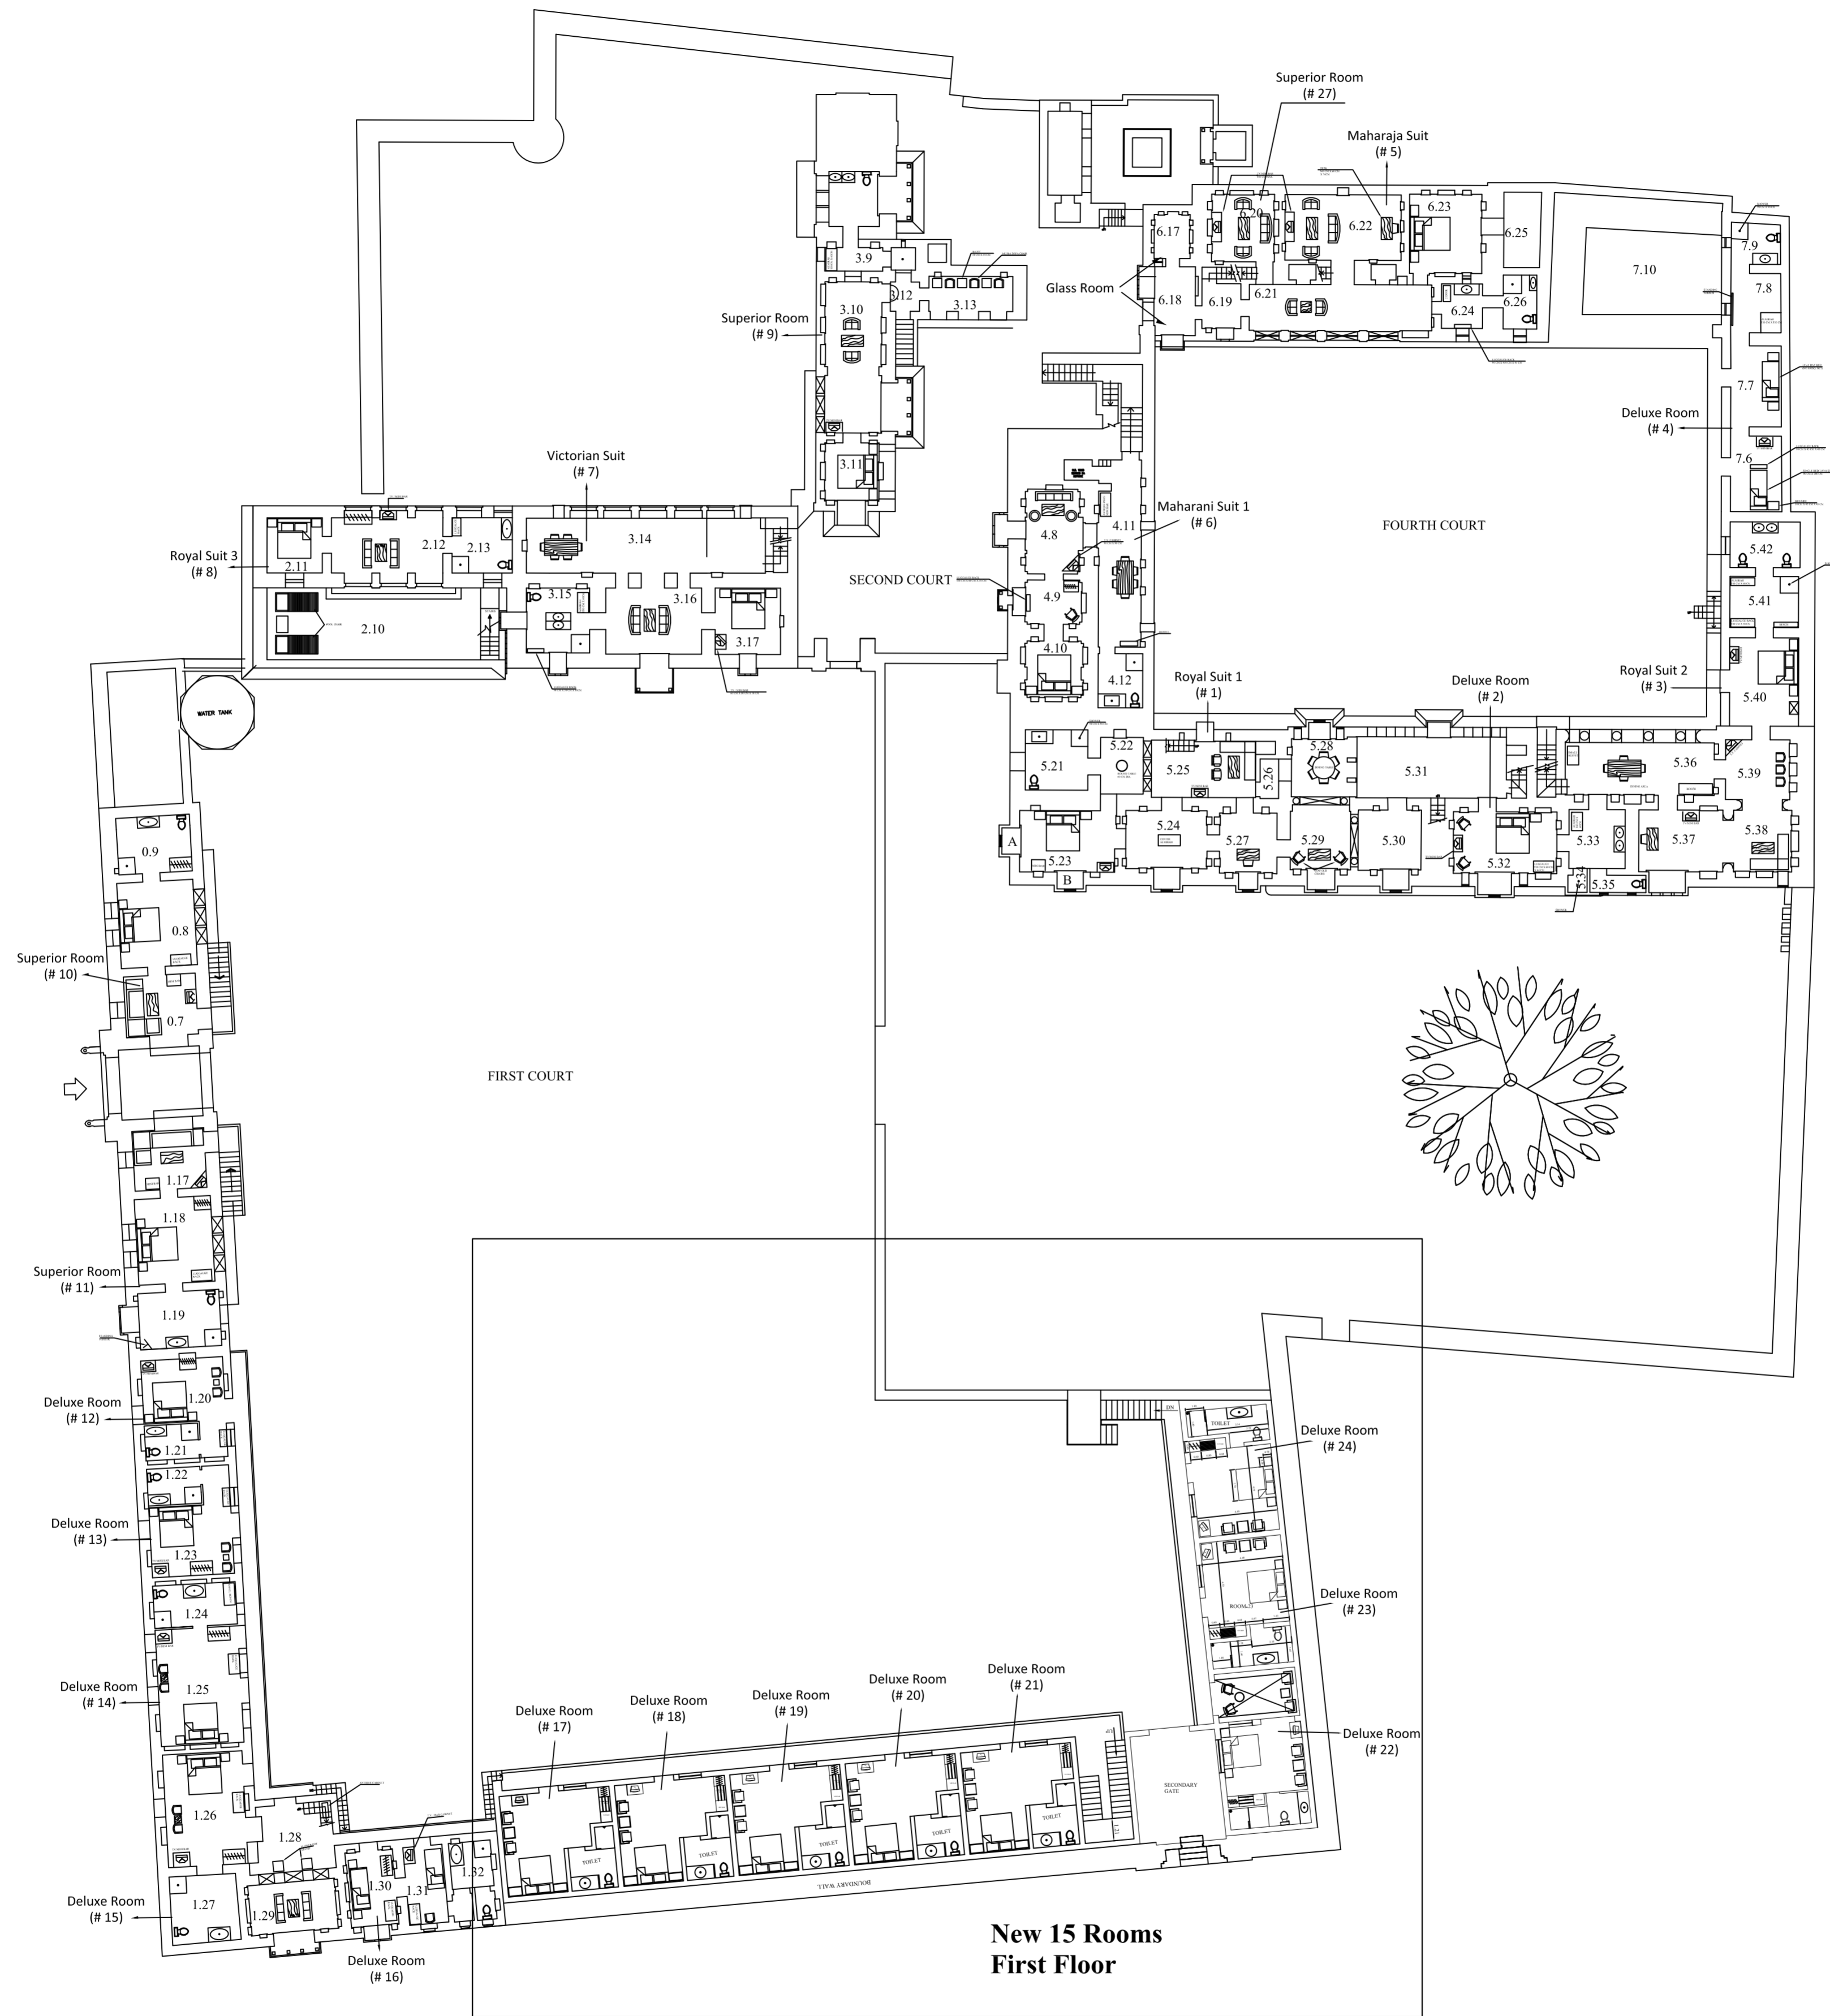 Superior Room
(# 27)
Maharaja Suit
(# 5)
6.17
6.20
6.22
6.23
6.25
7.9
7.10
7.8
Glass Room
6.18
6.19
6.21
6.24
6.26
3.9
3.12
3.13
3.10
Superior Room
(# 9)
7.7
Deluxe Room
(# 4)
7.6
3.11
Victorian Suit
(# 7)
Maharani Suit 1
(# 6)
4.11
4.8
FOURTH COURT
Royal Suit 3
(# 8)
2.11
2.12
2.13
3.14
5.42
SECOND COURT
3.15
3.16
4.9
5.41
2.10
3.17
4.10
4.12
Royal Suit 1
(# 1)
Deluxe Room
(# 2)
Royal Suit 2
(# 3)
5.40
WATER TANK
5.21
5.22
5.25
5.26
5.28
5.31
5.36
5.39
A
5.23
B
5.24
5.27
5.29
5.30
5.32
5.33
5.34
5.35
5.37
5.38
0.9
0.8
Superior Room
(# 10)
0.7
FIRST COURT
1.17
1.18
Superior Room
(# 11)
1.19
1.20
Deluxe Room
(# 12)
1.21
1.22
Deluxe Room
(# 13)
1.23
1.24
Deluxe Room
(# 14)
1.25
1.26
1.28
1.27
Deluxe Room
(# 15)
1.29
1.30
1.31
1.32
Deluxe Room
(# 16)
DN
TOILET
Deluxe Room
(# 24)
ROOM-23
Deluxe Room
(# 23)
Deluxe Room
(# 22)
Deluxe Room
(# 17)
Deluxe Room
(# 18)
Deluxe Room
(# 19)
Deluxe Room
(# 20)
Deluxe Room
(# 21)
UP
SECONDARY
GATE
TOILET
TOILET
TOILET
TOILET
TOILET
1.21
BOUNDARY WALL
New 15 Rooms
First Floor